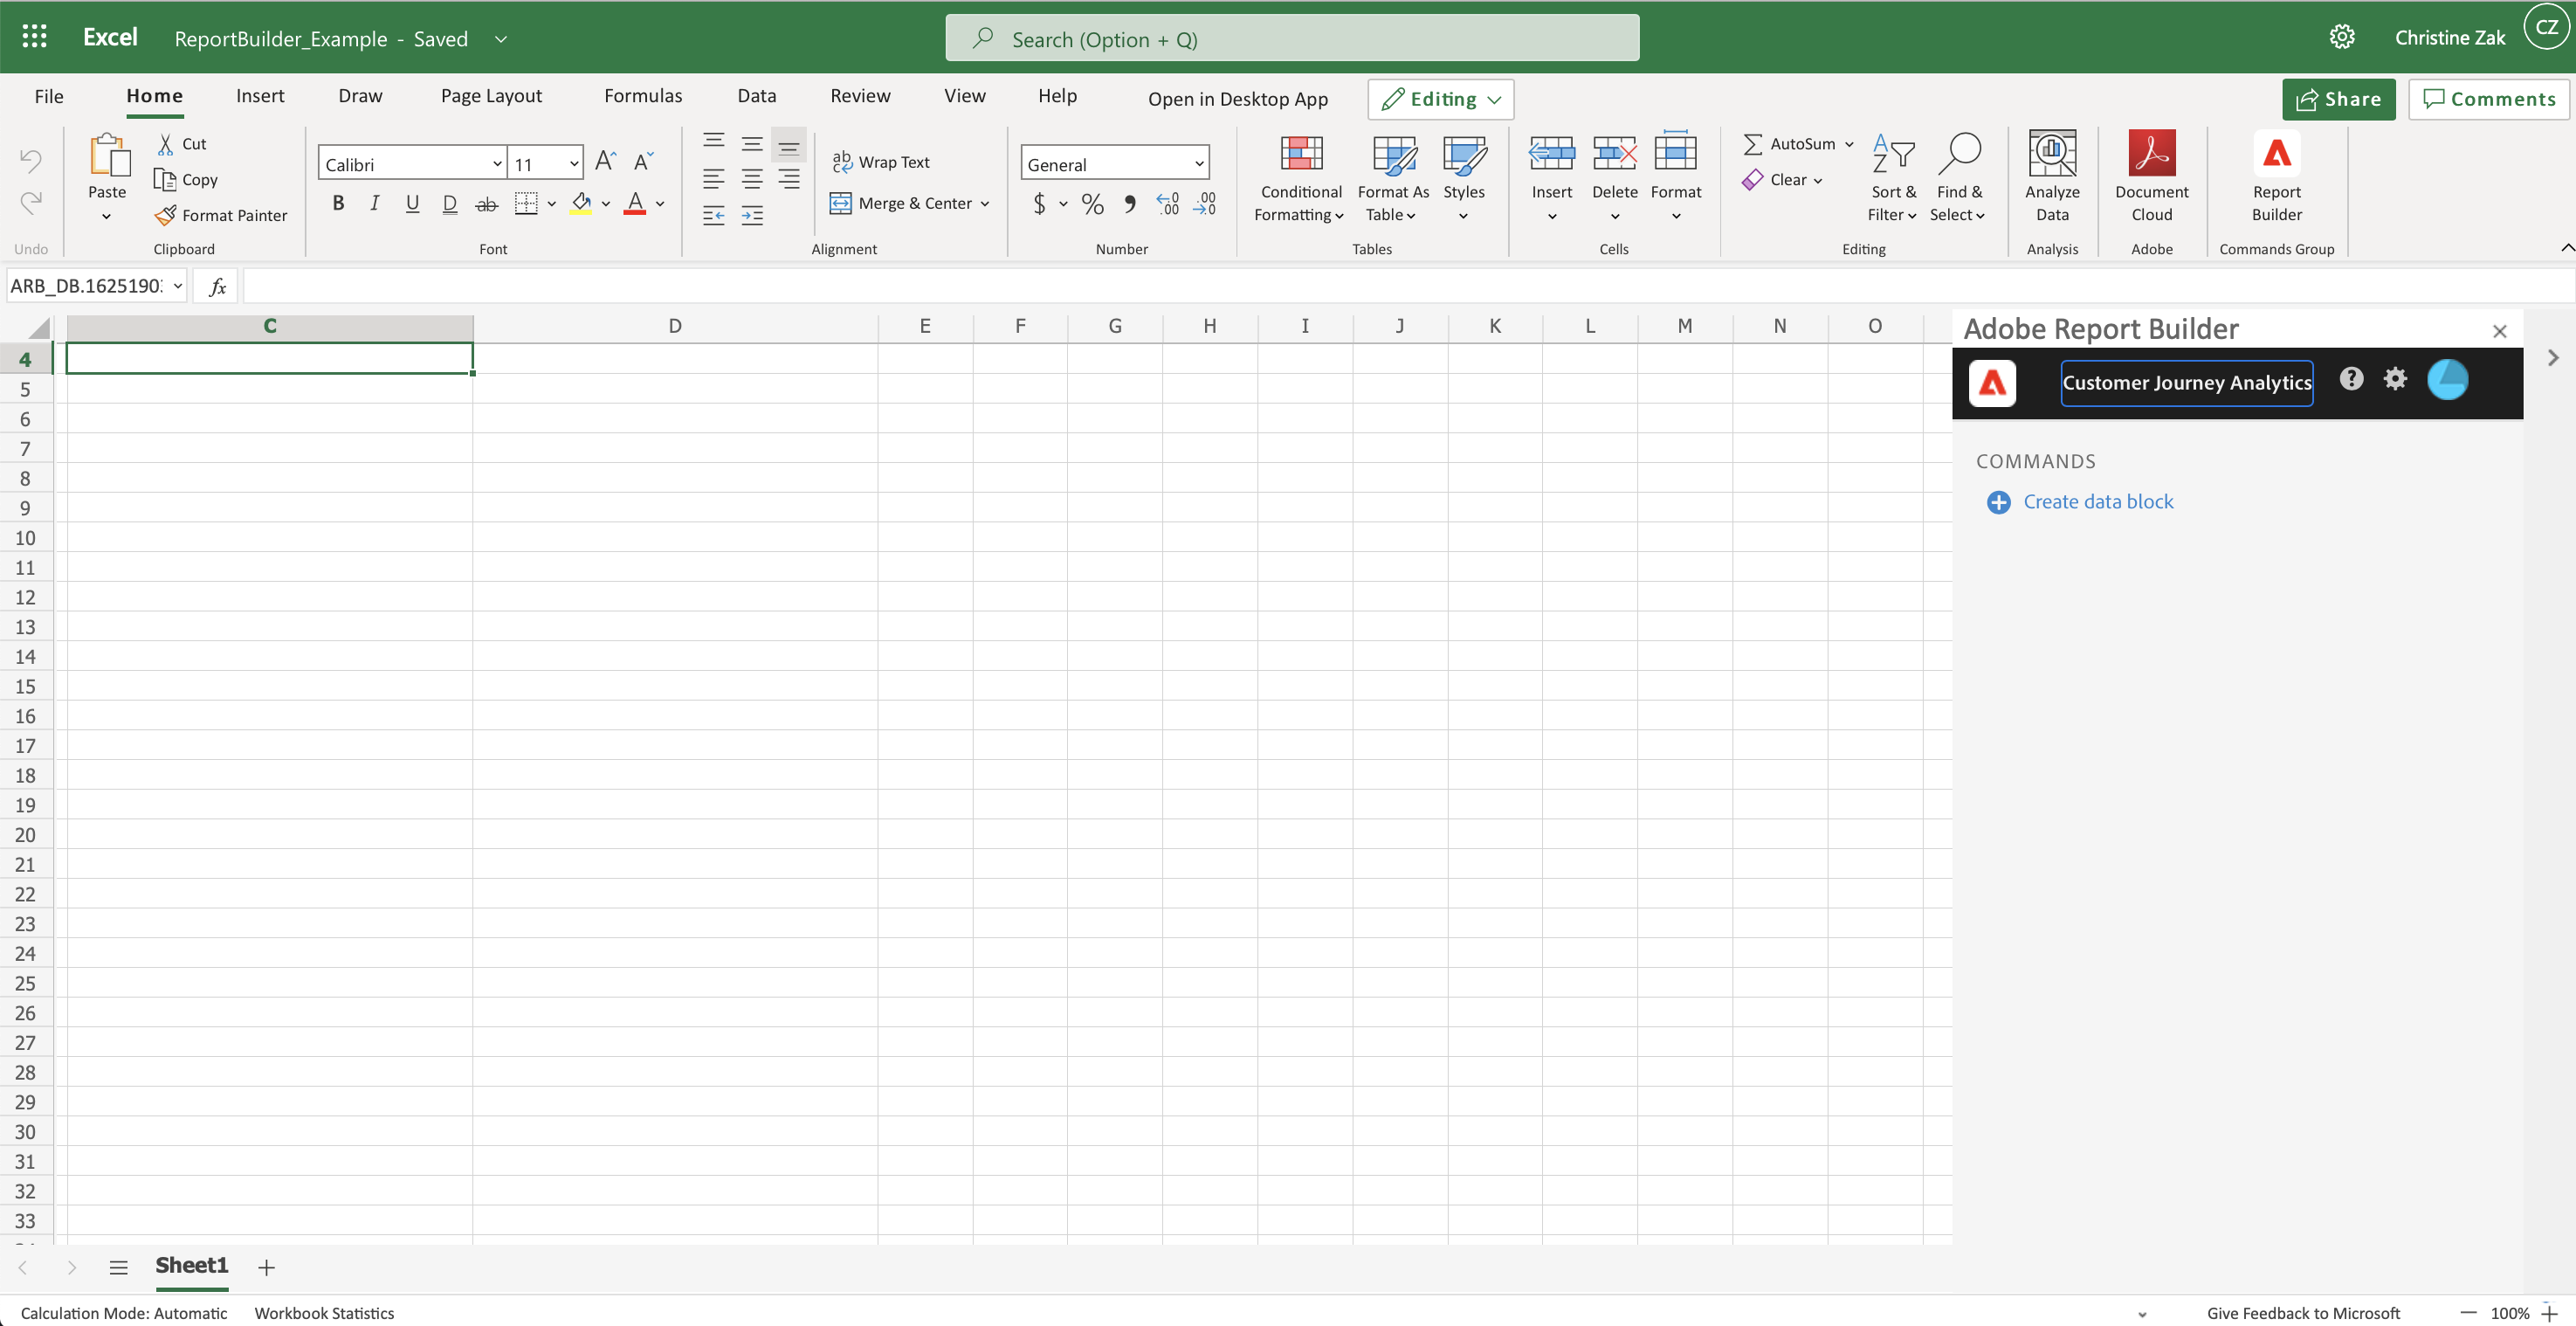 Excel ReportBuilder_Example - Saved
Search (Option + Q)
Christine Zak CZ
File Home Insert Draw Page Layout Formulas Data Review View Help Open in Desktop App Editing Share Comments
Undo
Paste
Cut
Copy
Format Painter
Clipboard
Calibri 11 A A
B I U D ab A
Font
ab Wrap Text
Merge & Center
Alignment
General
$ % .00 .00
Number
Conditional Formatting
Format As Table
Styles
Tables
Insert
Delete
Format
Cells
AutoSum
Clear
Sort & Filter
Find & Select
Editing
Analyze Data
Analysis
Document Cloud
Adobe
Report Builder
Commands Group
ARB_DB.1625190 fx
C D E F G H I J K L M N O
4
5
6
7
8
9
10
11
12
13
14
15
16
17
18
19
20
21
22
23
24
25
26
27
28
29
30
31
32
33
Adobe Report Builder
Customer Journey Analytics
COMMANDS
Create data block
Sheet1
Calculation Mode: Automatic Workbook Statistics
Give Feedback to Microsoft 100%